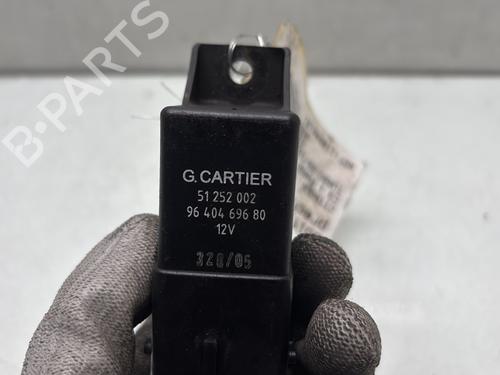 B-PARTS
G. CARTIER
51 252 002
96 404 696 80
12V
320/05